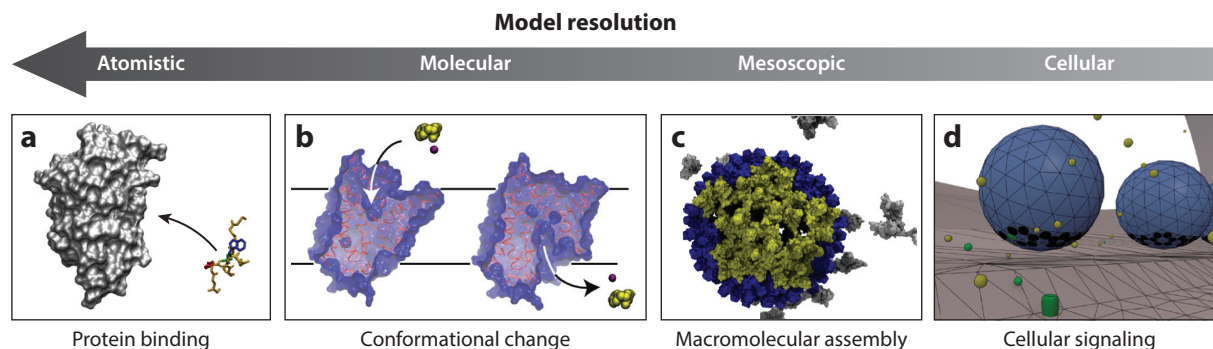 Model resolution
Atomistic Molecular Mesoscopic Cellular
a b c d
Protein binding Conformational change Macromolecular assembly Cellular signaling